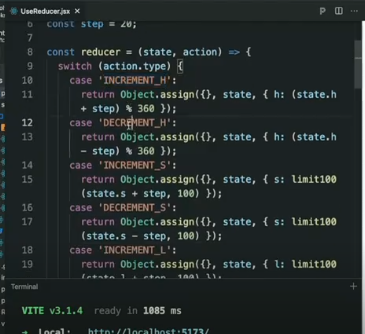 UseReducer.jsx
6 const step = 20;
7
8 const reducer = (state, action) => {
9 switch (action.type) {
10 case 'INCREMENT_H':
11 return Object.assign({}, state, { h: (state.h
+ step) % 360 });
12 case 'DECREMENT_H':
13 return Object.assign({}, state, { h: (state.h
- step) % 360 });
14 case 'INCREMENT_S':
15 return Object.assign({}, state, { s: limit100
(state.s + step, 100) });
16 case 'DECREMENT_S':
17 return Object.assign({}, state, { s: limit100
(state.s - step, 100) });
18 case 'INCREMENT_L':
19 return Object.assign({}, state, { l: limit100
(state.l + step, 100) });
Terminal
VITE v3.1.4 ready in 1085 ms
➜ Local: http://localhost:5173/